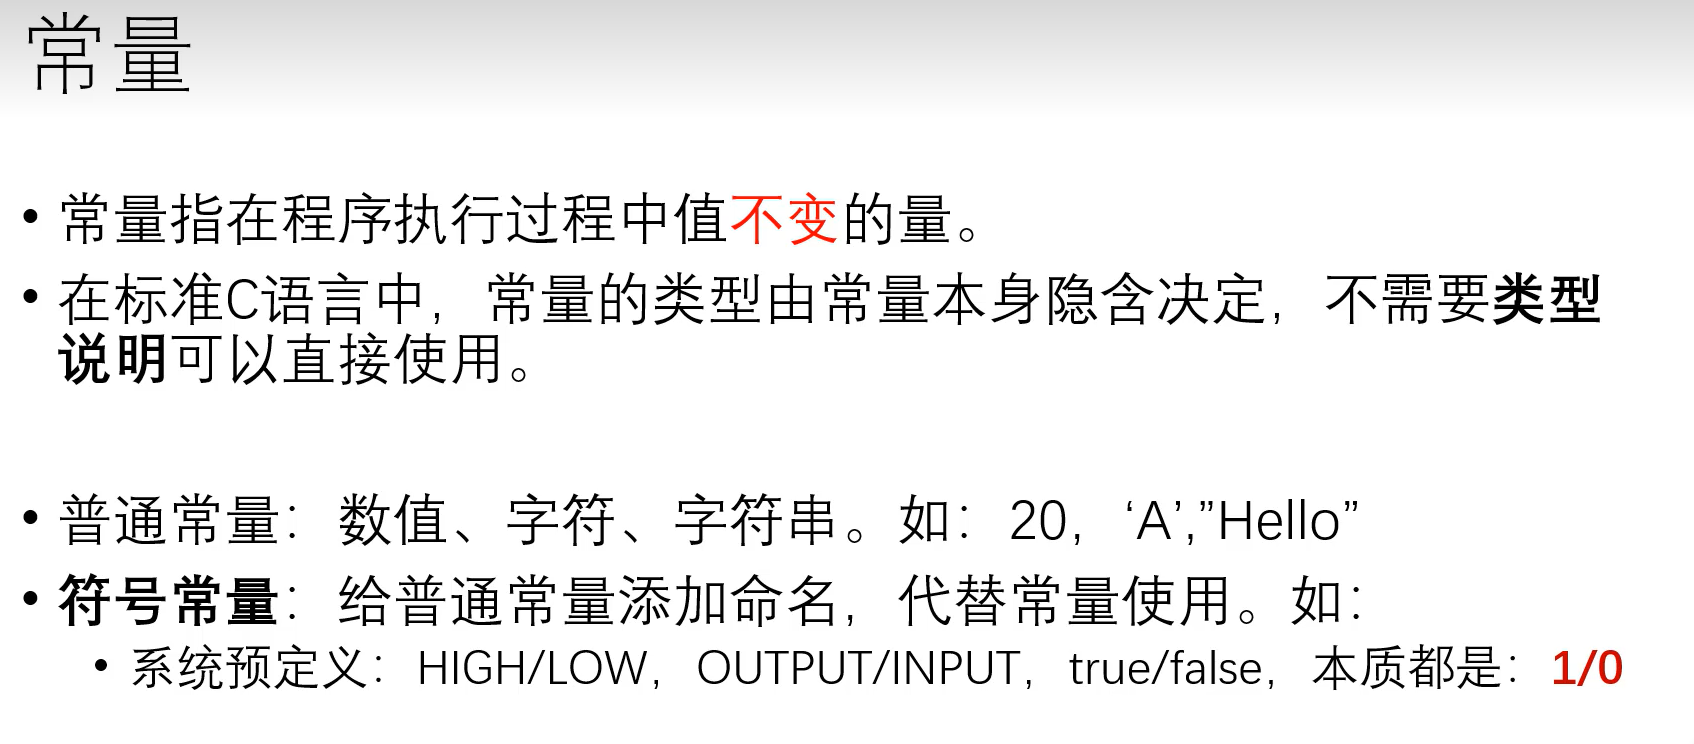 常量
• 常量指在程序执行过程中值不变的量。
• 在标准C语言中，常量的类型由常量本身隐含决定，不需要类型
说明可以直接使用。
• 普通常量：数值、字符、字符串。如：20，‘A’,”Hello”
• 符号常量：给普通常量添加命名，代替常量使用。如：
• 系统预定义：HIGH/LOW，OUTPUT/INPUT，true/false，本质都是：1/0